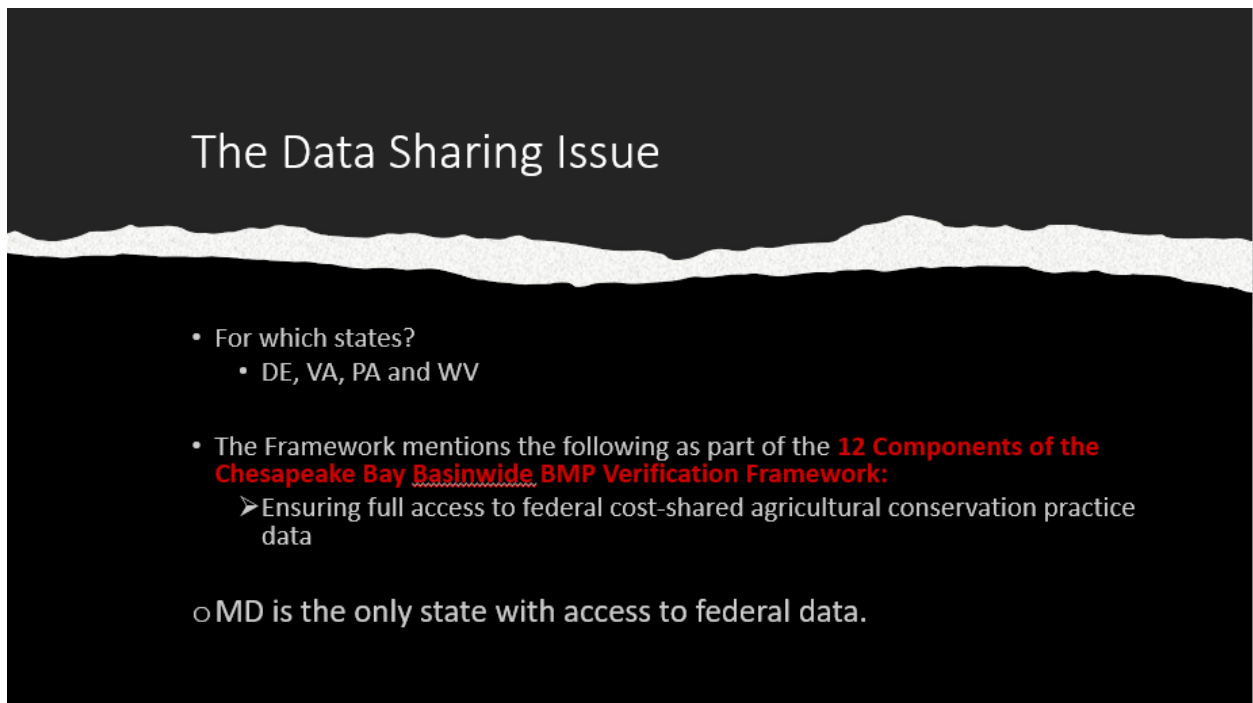 The Data Sharing Issue
• For which states?
• DE, VA, PA and WV
• The Framework mentions the following as part of the 12 Components of the
Chesapeake Bay Basinwide BMP Verification Framework:
➢Ensuring full access to federal cost-shared agricultural conservation practice
data
oMD is the only state with access to federal data.